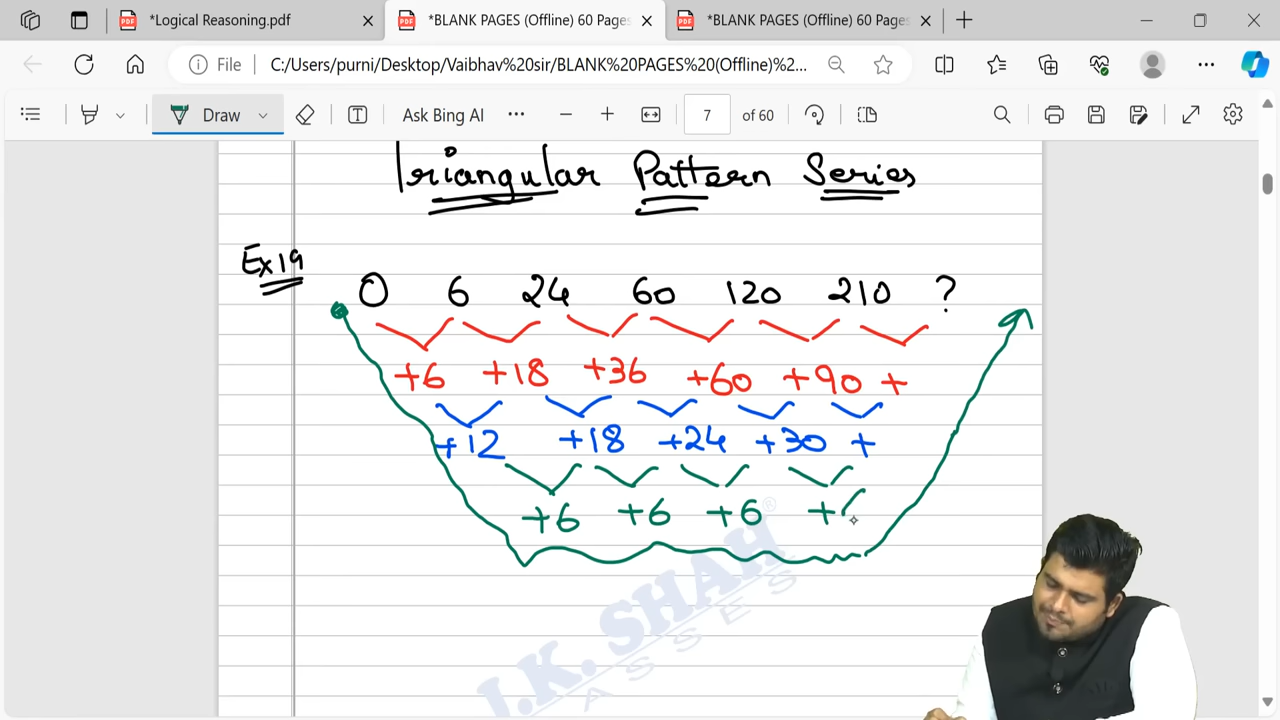 *Logical Reasoning.pdf
*BLANK PAGES (Offline) 60 Pages
*BLANK PAGES (Offline) 60 Pages
File C:/Users/purni/Desktop/Vaibhav%20sir/BLANK%20PAGES%20(Offline)%2...
Draw Ask Bing AI 7 of 60
Triangular Pattern Series
Ex19
0 6 24 60 120 210 ?
+6 +18 +36 +60 +90 +
+12 +18 +24 +30 +
+6 +6 +6 +
J.K. SHAH®
ASSES